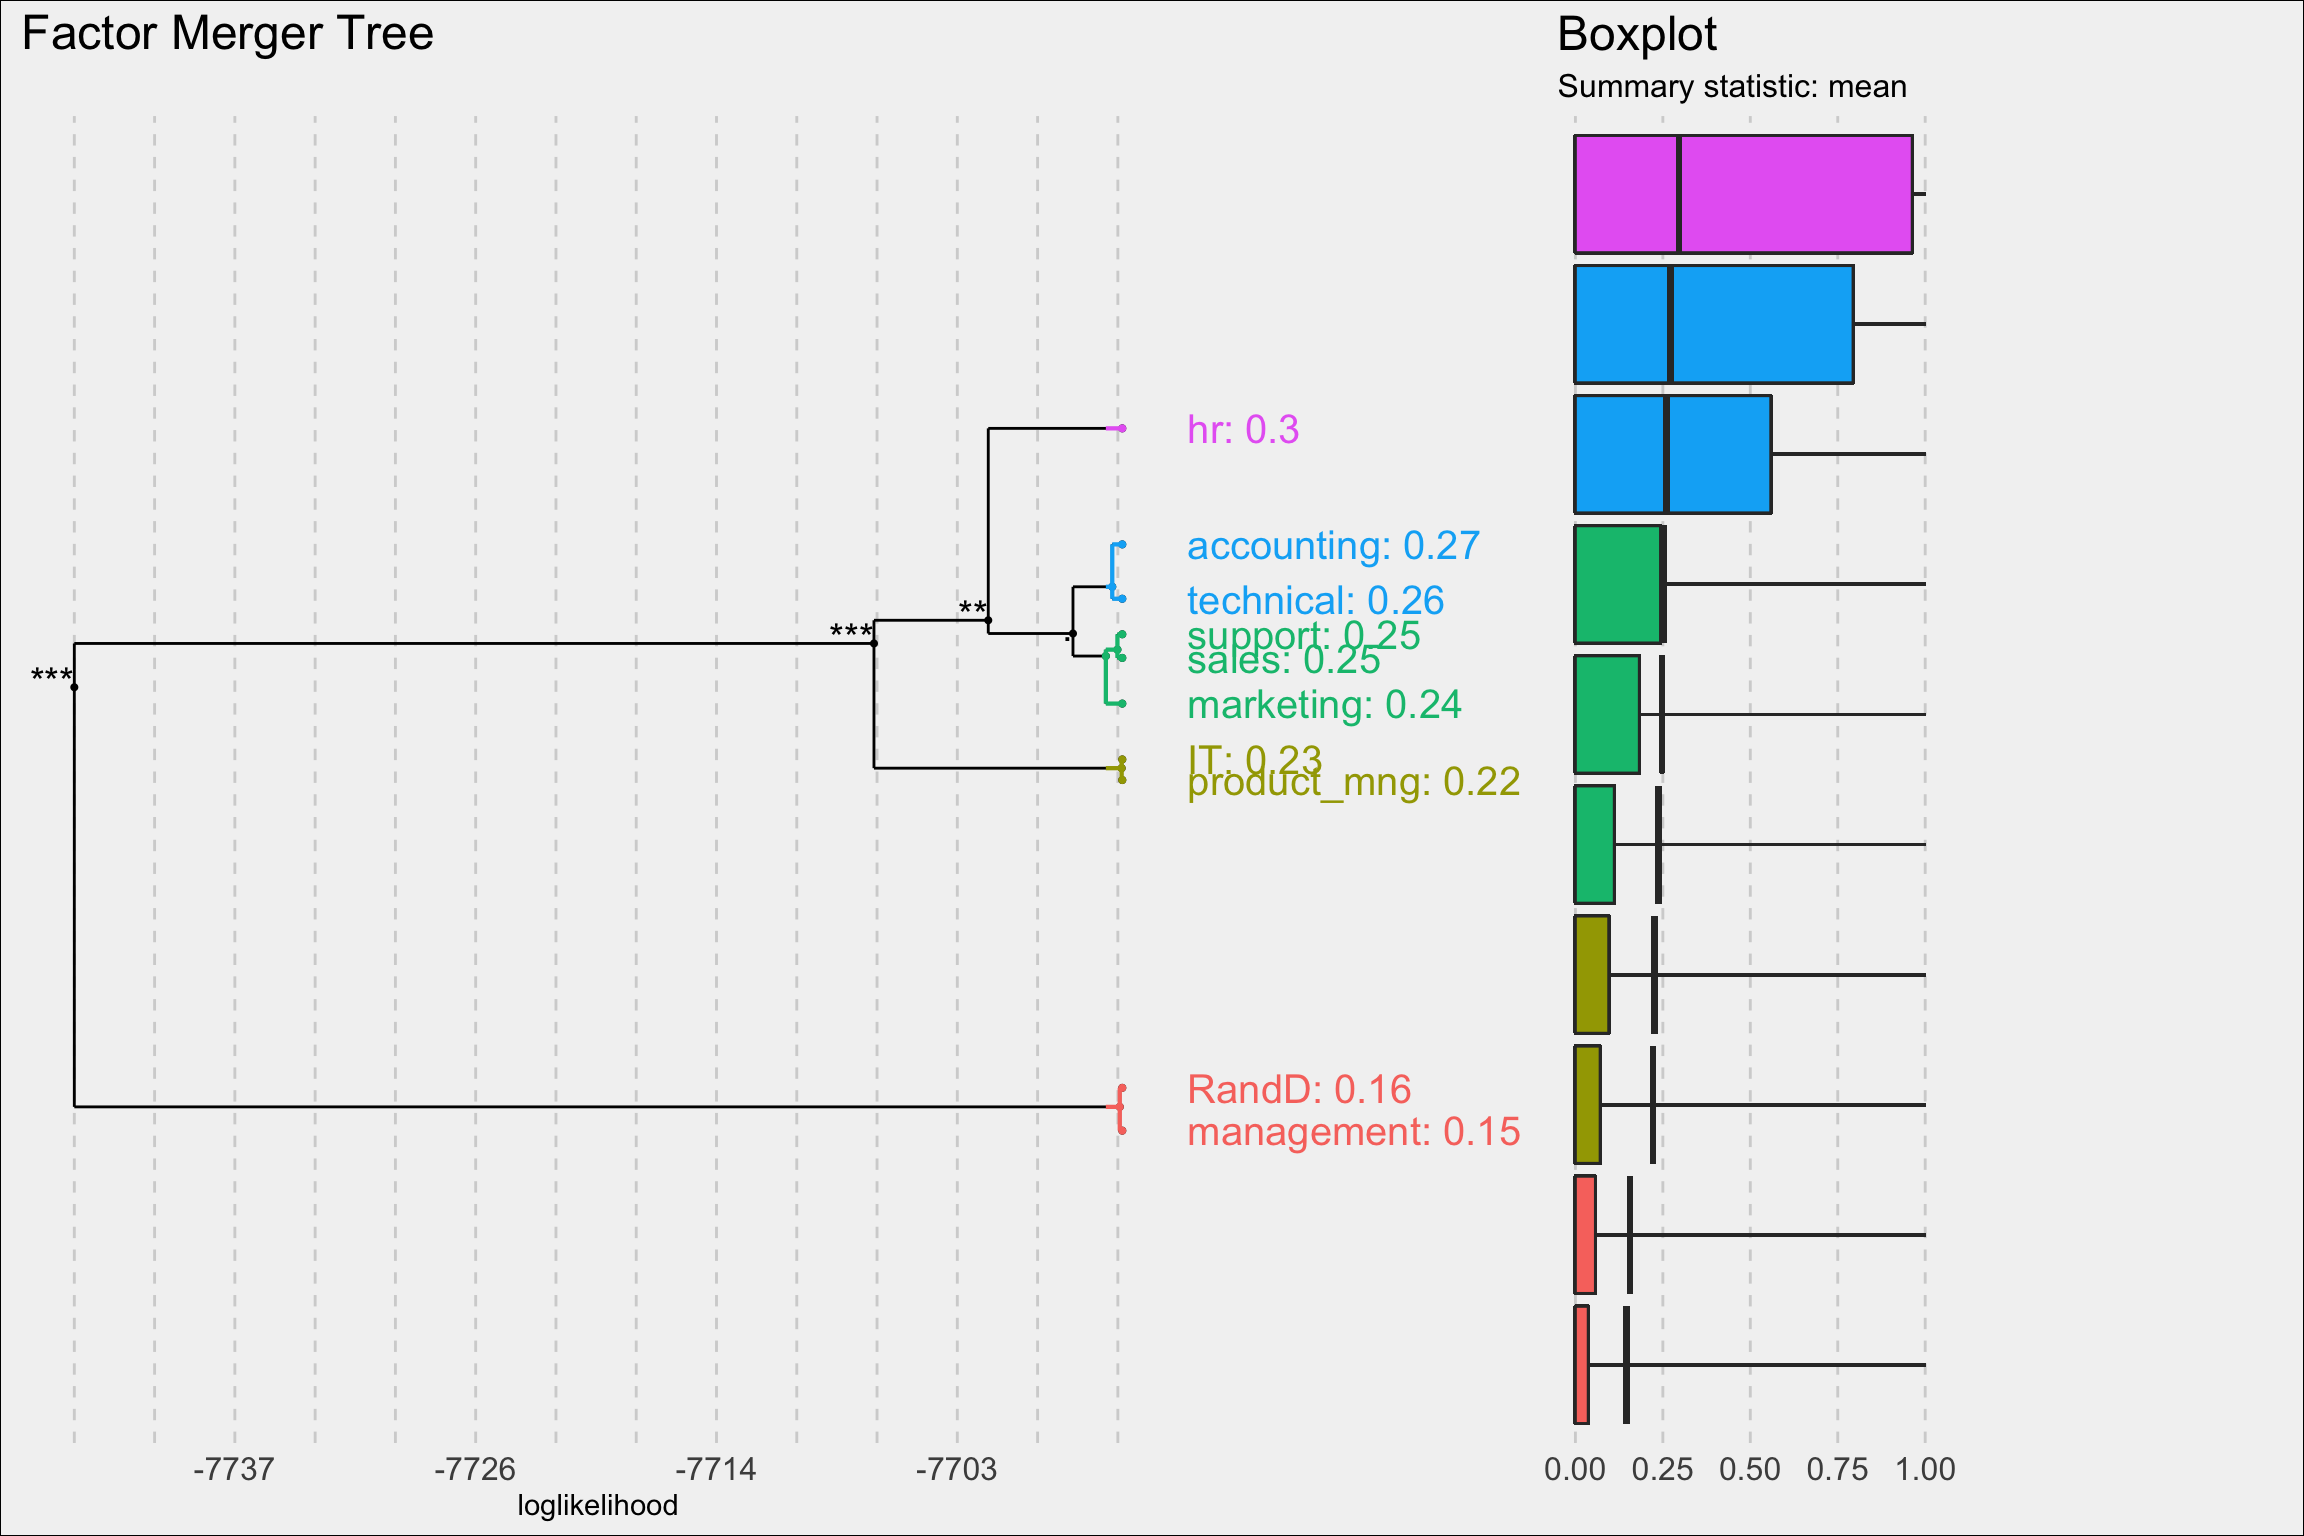 Factor Merger Tree
Boxplot
Summary statistic: mean
hr: 0.3
accounting: 0.27
technical: 0.26
support: 0.25
sales: 0.25
marketing: 0.24
IT: 0.23
product_mng: 0.22
RandD: 0.16
management: 0.15
**
***
***
.
-7737 -7726 -7714 -7703
loglikelihood
0.00 0.25 0.50 0.75 1.00